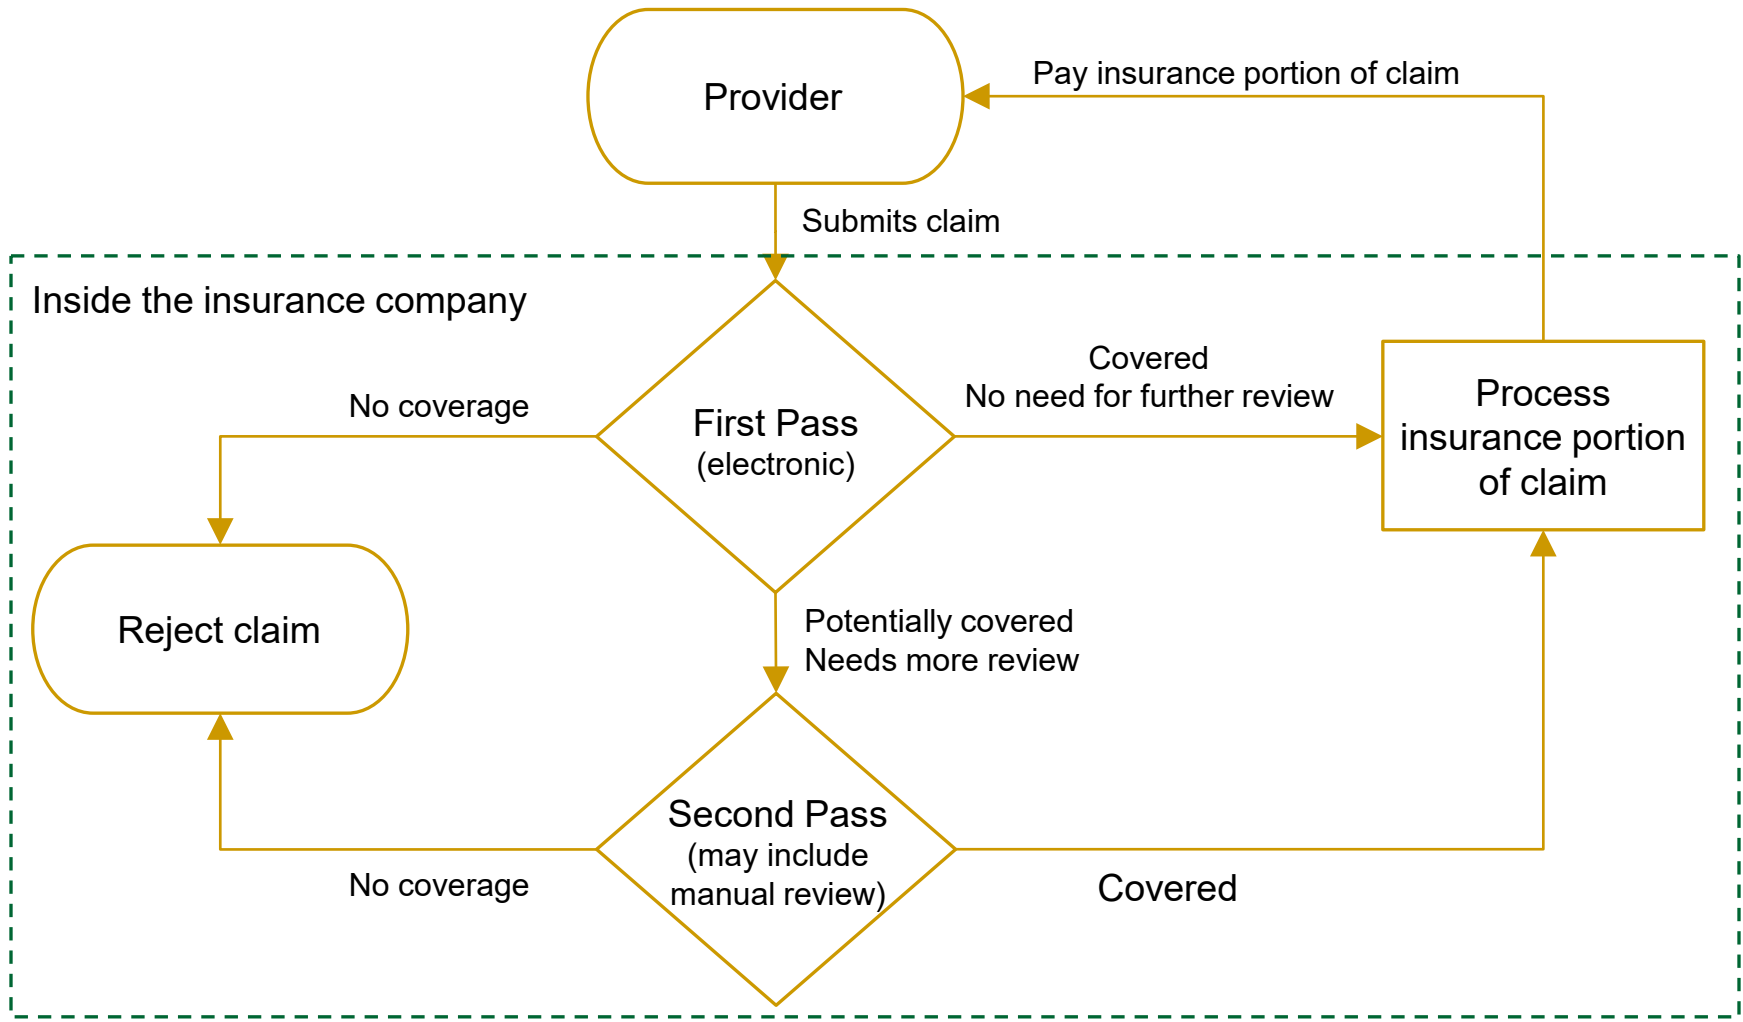 Provider
Pay insurance portion of claim
Submits claim
Inside the insurance company
No coverage
First Pass
(electronic)
Covered
No need for further review
Process
insurance portion
of claim
Reject claim
Potentially covered
Needs more review
Second Pass
(may include
manual review)
No coverage
Covered